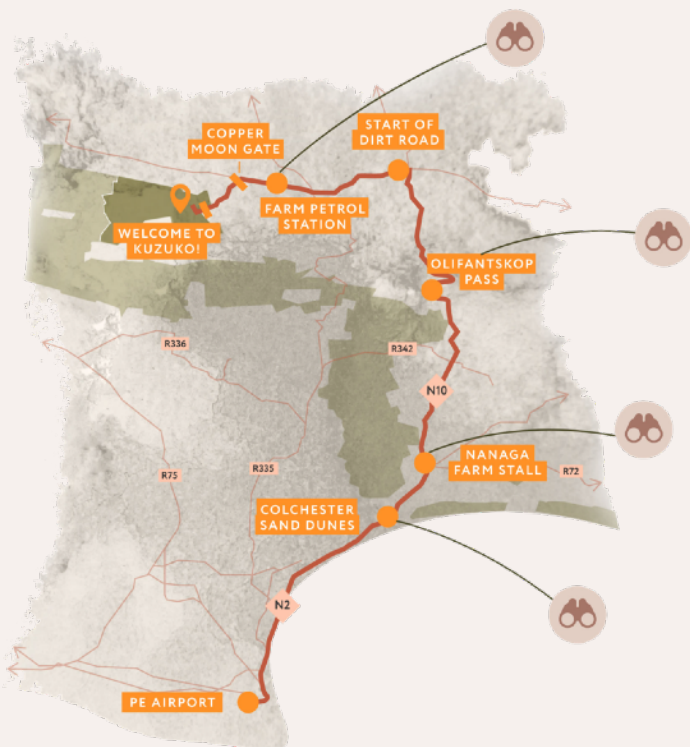 COPPER
MOON GATE
START OF
DIRT ROAD
FARM PETROL
STATION
WELCOME TO
KUZUKO!
OLIFANTSKOP
PASS
R336
R342
N10
NANAGA
FARM STALL
R75
R335
R72
COLCHESTER
SAND DUNES
N2
PE AIRPORT